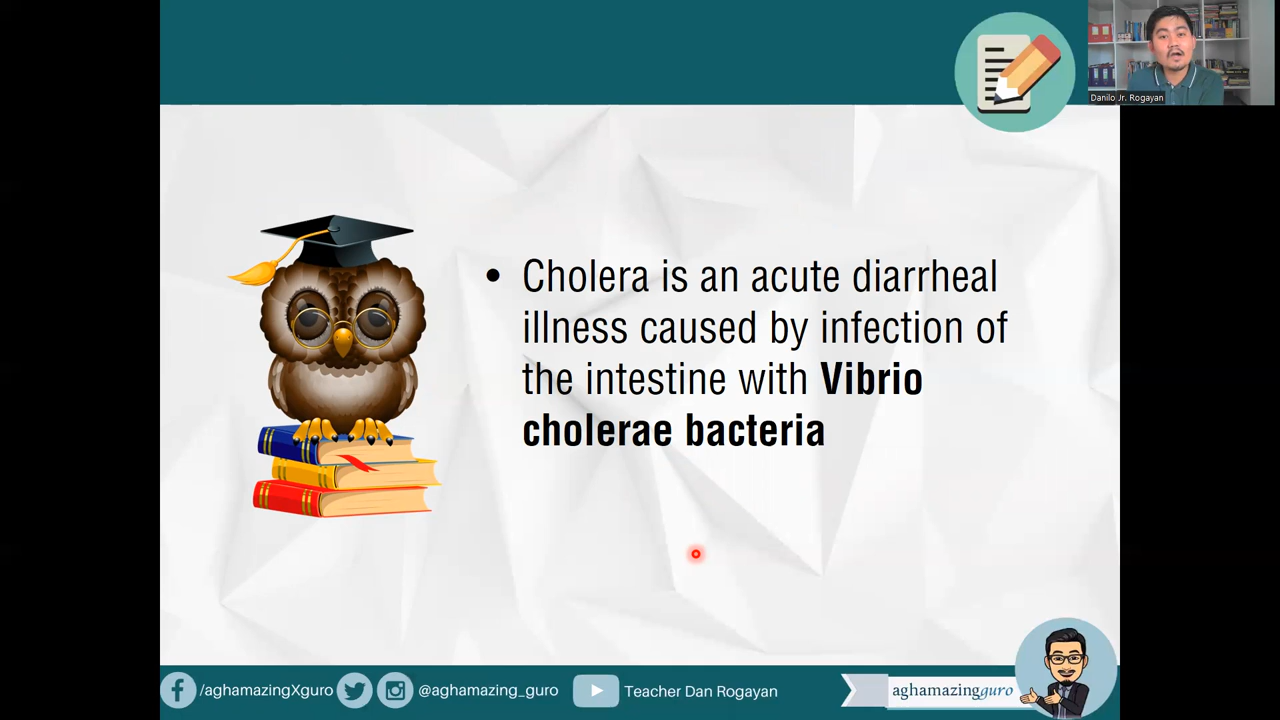 Danilo Jr. Rogayan
• Cholera is an acute diarrheal
illness caused by infection of
the intestine with Vibrio
cholerae bacteria
/aghamazingXguro
@aghamazing_guro
Teacher Dan Rogayan
aghamazingguro